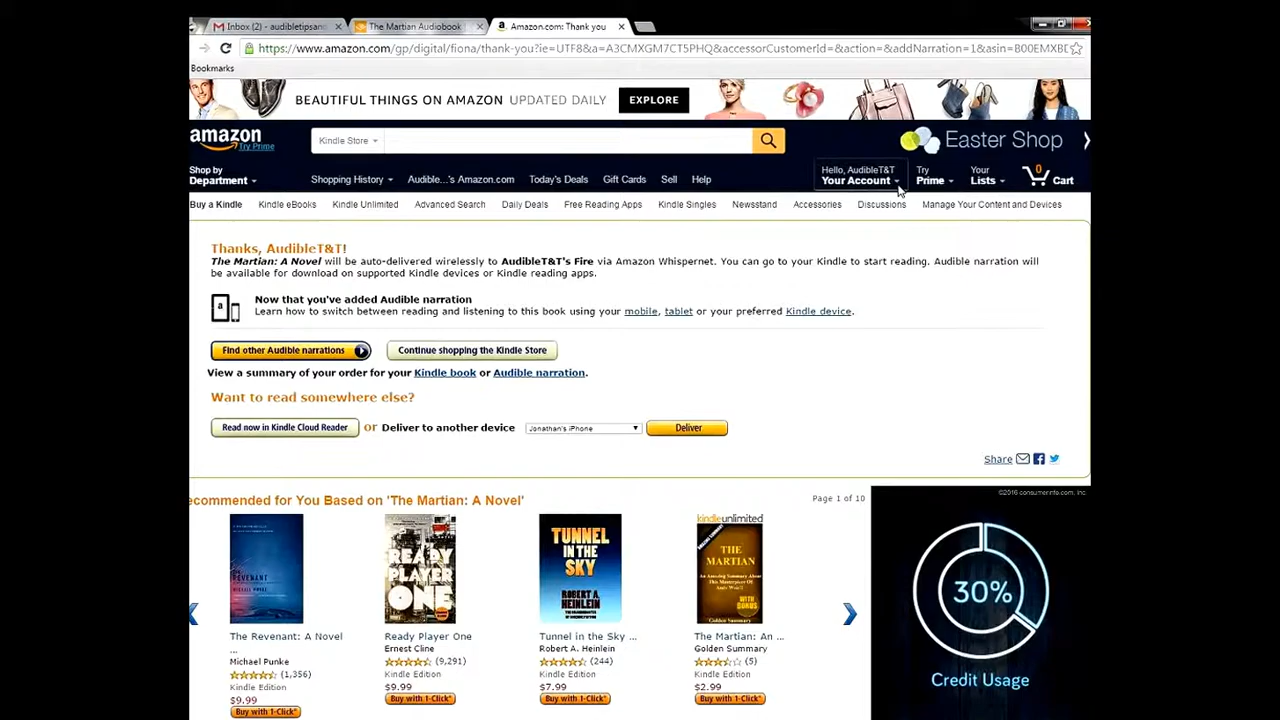 Inbox (2) - audibletipsan
The Martian Audiobook
Amazon.com: Thank you
https://www.amazon.com/gp/digital/fiona/thank-you?ie=UTF8&a=A3CMXGM7CT5PHQ&accessorCustomerId=&action=&addNarration=1&asin=B00EMXBD
Bookmarks
BEAUTIFUL THINGS ON AMAZON UPDATED DAILY EXPLORE
amazon
Try Prime
Kindle Store
Easter Shop
Shop by
Department
Shopping History Audible...'s Amazon.com Today's Deals Gift Cards Sell Help
Hello, AudibleT&T
Your Account
Try
Prime
Your
Lists
0
Cart
Buy a Kindle Kindle eBooks Kindle Unlimited Advanced Search Daily Deals Free Reading Apps Kindle Singles Newsstand Accessories Discussions Manage Your Content and Devices
Thanks, AudibleT&T!
The Martian: A Novel will be auto-delivered wirelessly to AudibleT&T's Fire via Amazon Whispernet. You can go to your Kindle to start reading. Audible narration will
be available for download on supported Kindle devices or Kindle reading apps.
a
Now that you've added Audible narration
Learn how to switch between reading and listening to this book using your mobile, tablet or your preferred Kindle device.
Find other Audible narrations Continue shopping the Kindle Store
View a summary of your order for your Kindle book or Audible narration.
Want to read somewhere else?
Read now in Kindle Cloud Reader or Deliver to another device Jonathan's iPhone Deliver
Share
ecommended for You Based on 'The Martian: A Novel'
Page 1 of 10
©2016 consumerinfo.com, Inc.
REVENANT
READY
PLAYER
ONE
TUNNEL
IN THE
SKY
ROBERT A.
HEINLEIN
kindleunlimited
THE
MARTIAN
WITH
BONUS
Golden Summary
The Revenant: A Novel
...
Michael Punke
(1,356)
Kindle Edition
$9.99
Buy with 1-Click®
Ready Player One
Ernest Cline
(9,291)
Kindle Edition
$9.99
Buy with 1-Click®
Tunnel in the Sky ...
Robert A. Heinlein
(244)
Kindle Edition
$7.99
Buy with 1-Click®
The Martian: An ...
Golden Summary
(5)
Kindle Edition
$2.99
Buy with 1-Click®
30%
Credit Usage